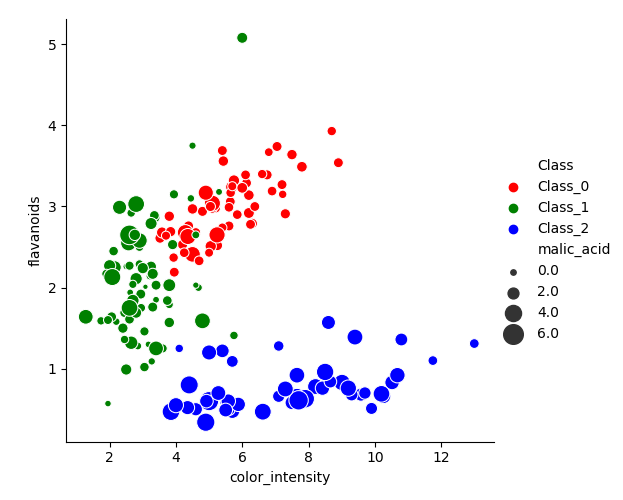 5
4
3
2
1
flavanoids
2
4
6
8
10
12
color_intensity
Class
Class_0
Class_1
Class_2
malic_acid
0.0
2.0
4.0
6.0